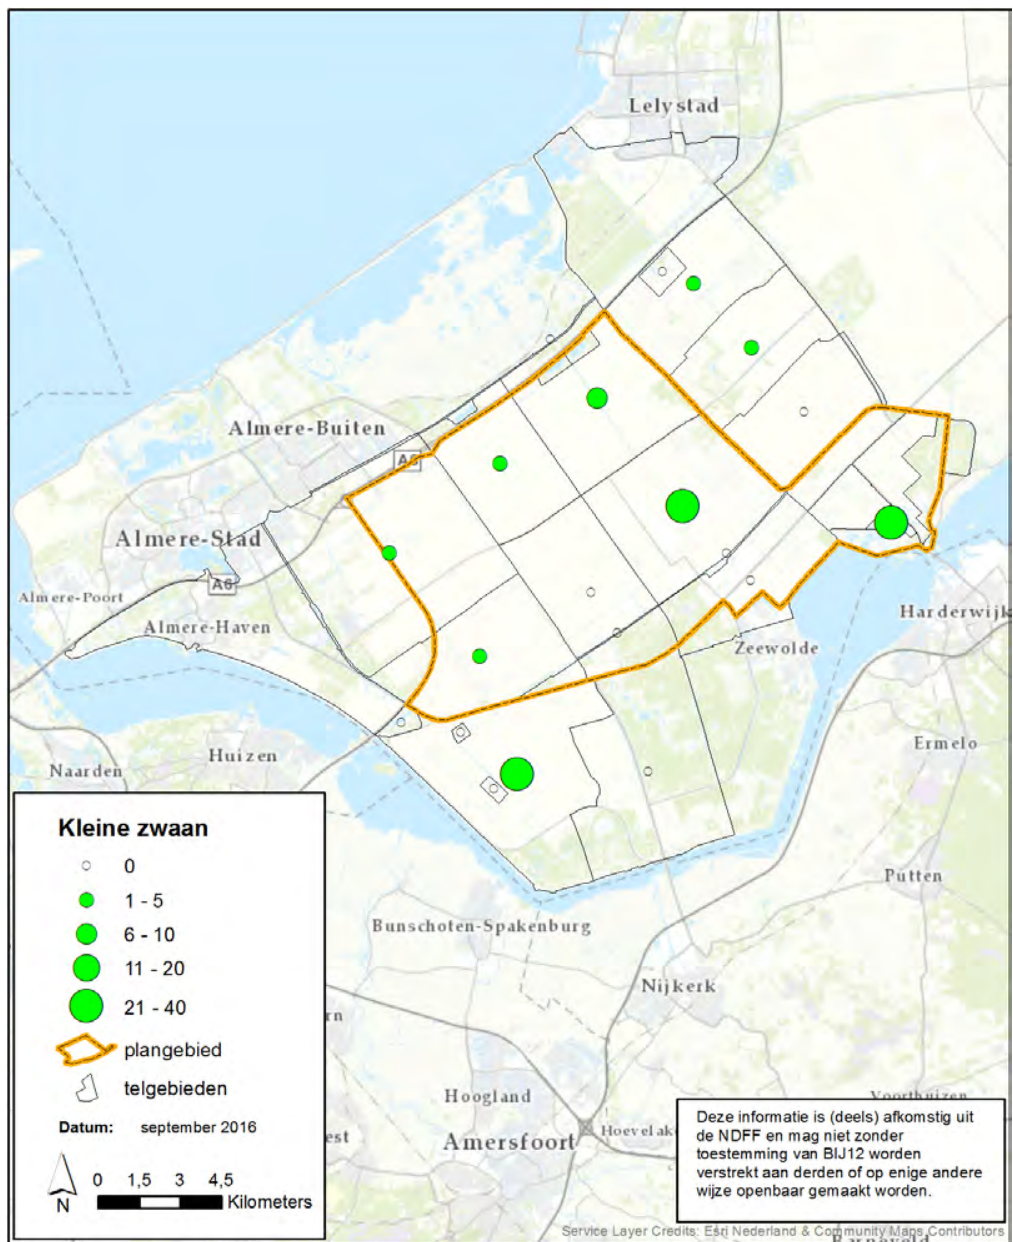 Lelystad
Almere-Buiten
A6
Almere-Stad
A6
Almere-Poort
Almere-Haven
Harderwijk
Zeewolde
Huizen
Naarden
Ermelo
Putten
Bunschoten-Spakenburg
Nijkerk
Hoogland
Voorthuizen
Amersfoort
Hoevelak
Barneveld
Kleine zwaan
0
1 - 5
6 - 10
11 - 20
21 - 40
plangebied
telgebieden
Datum: september 2016
N
0 1,5 3 4,5
Kilometers
Deze informatie is (deels) afkomstig uit
de NDFF en mag niet zonder
toestemming van BIJ12 worden
verstrekt aan derden of op enige andere
wijze openbaar gemaakt worden.
Service Layer Credits: Esri Nederland & Community Maps Contributors